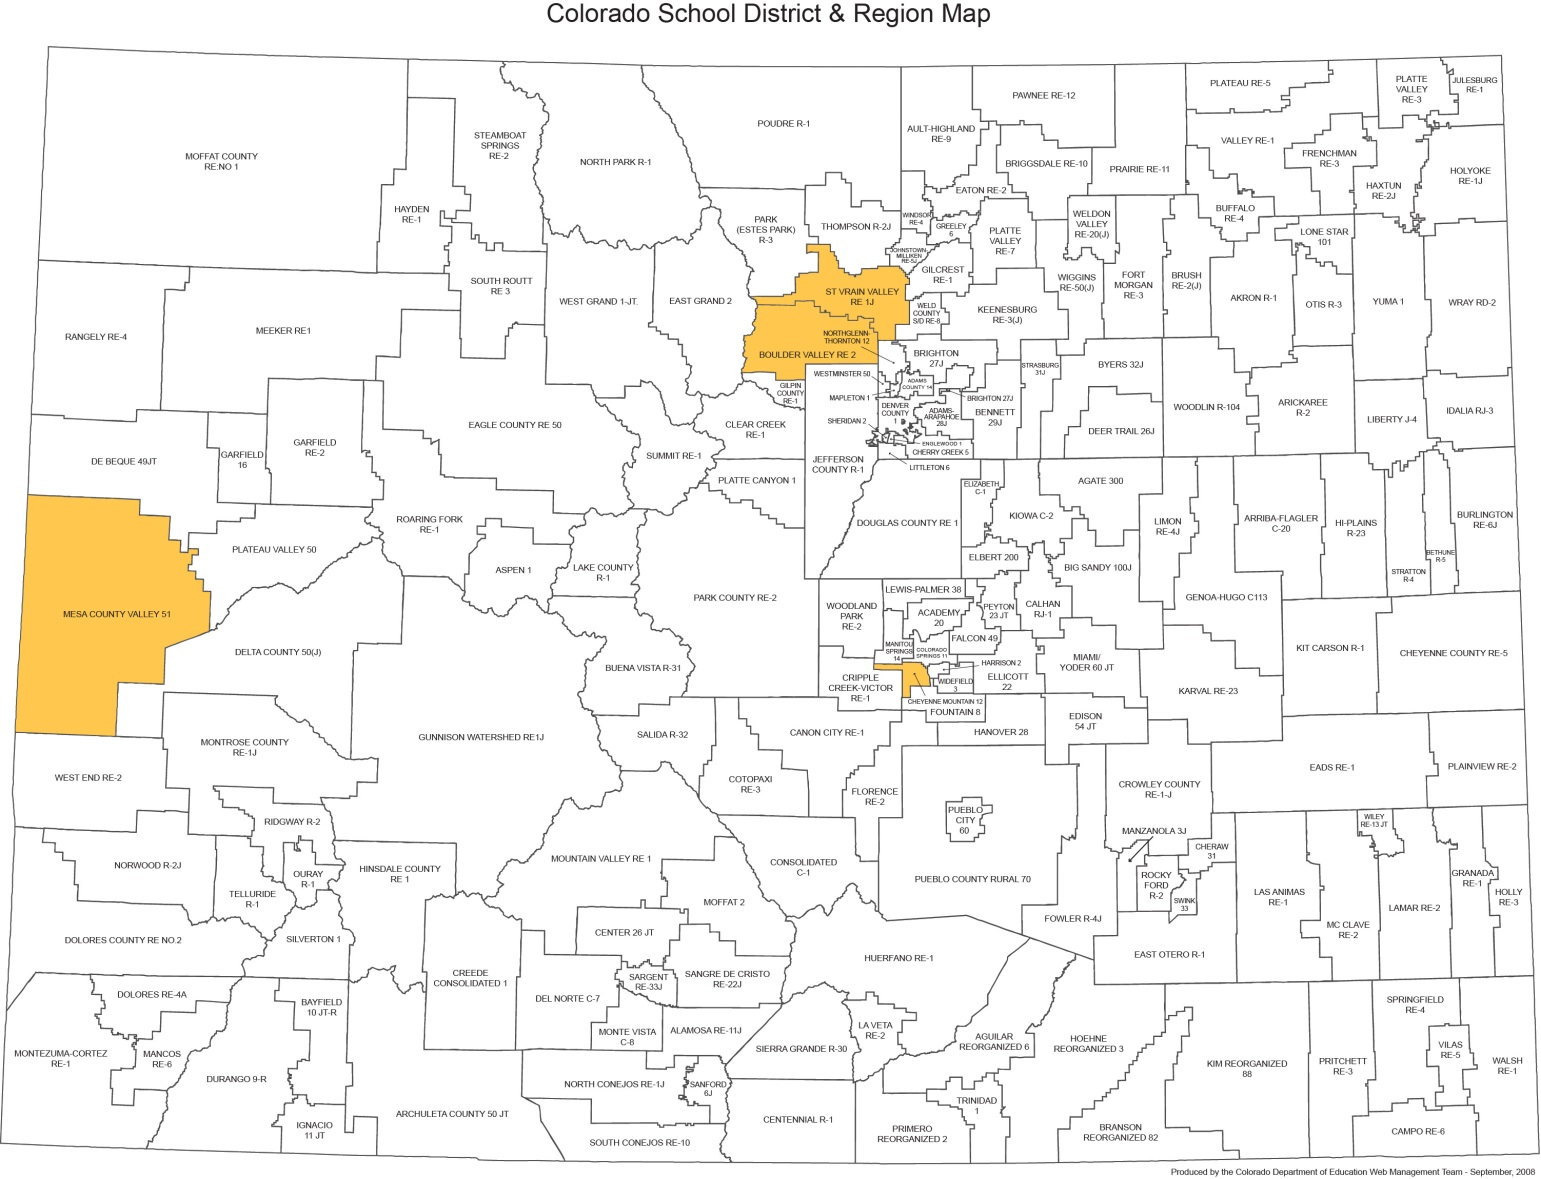 Colorado School District & Region Map
PLATEAU RE-5
PLATTE
VALLEY
RE-3
JULESBURG
RE-1
PAWNEE RE-12
POUDRE R-1
AULT-HIGHLAND
RE-9
STEAMBOAT
SPRINGS
RE-2
MOFFAT COUNTY
RE:NO 1
NORTH PARK R-1
BRIGGSDALE RE-10
PRAIRIE RE-11
VALLEY RE-1
FRENCHMAN
RE-3
HOLYOKE
RE-1J
HAXTUN
RE-2J
EATON RE-2
HAYDEN
RE-1
PARK
(ESTES PARK)
R-3
THOMPSON R-2J
WINDSOR
RE-4
GREELEY
6
PLATTE
VALLEY
RE-7
WELDON
VALLEY
RE-20(J)
BUFFALO
RE-4
LONE STAR
101
JOHNSTOWN-
MILLIKEN
RE-5J
GILCREST
RE-1
SOUTH ROUTT
RE 3
WEST GRAND 1-JT.
EAST GRAND 2
ST VRAIN VALLEY
RE 1J
WIGGINS
RE-50(J)
FORT
MORGAN
RE-3
BRUSH
RE-2(J)
AKRON R-1
OTIS R-3
YUMA 1
WRAY RD-2
WELD
COUNTY
S/D RE-8
KEENESBURG
RE-3(J)
RANGELY RE-4
MEEKER RE1
NORTHGLENN-
THORNTON 12
BOULDER VALLEY RE 2
BRIGHTON
27J
STRASBURG
31J
BYERS 32J
WESTMINSTER 50
ADAMS
COUNTY 14
GILPIN
COUNTY
RE-1
MAPLETON 1
BRIGHTON 27J
DENVER
COUNTY
1
ADAMS-
ARAPAHOE
28J
BENNETT
29J
WOODLIN R-104
ARICKAREE
R-2
LIBERTY J-4
IDALIA RJ-3
SHERIDAN 2
DEER TRAIL 26J
EAGLE COUNTY RE 50
CLEAR CREEK
RE-1
ENGLEWOOD 1
CHERRY CREEK 5
LITTLETON 6
GARFIELD
RE-2
GARFIELD
16
DE BEQUE 49JT
SUMMIT RE-1
JEFFERSON
COUNTY R-1
PLATTE CANYON 1
ELIZABETH
C-1
AGATE 300
KIOWA C-2
DOUGLAS COUNTY RE 1
LIMON
RE-4J
ARRIBA-FLAGLER
C-20
HI-PLAINS
R-23
BURLINGTON
RE-6J
ROARING FORK
RE-1
PLATEAU VALLEY 50
ASPEN 1
LAKE COUNTY
R-1
ELBERT 200
BIG SANDY 100J
STRATTON
R-4
BETHUNE
R-5
LEWIS-PALMER 38
PARK COUNTY RE-2
GENOA-HUGO C113
MESA COUNTY VALLEY 51
WOODLAND
PARK
RE-2
ACADEMY
20
PEYTON
23 JT
CALHAN
RJ-1
FALCON 49
MANITOU
SPRINGS
14
COLORADO
SPRINGS 11
DELTA COUNTY 50(J)
BUENA VISTA R-31
KIT CARSON R-1
CHEYENNE COUNTY RE-5
HARRISON 2
MIAMI/
YODER 60 JT
CRIPPLE
CREEK-VICTOR
RE-1
WIDEFIELD
3
ELLICOTT
22
KARVAL RE-23
CHEYENNE MOUNTAIN 12
FOUNTAIN 8
EDISON
54 JT
HANOVER 28
MONTROSE COUNTY
RE-1J
GUNNISON WATERSHED RE1J
SALIDA R-32
CANON CITY RE-1
WEST END RE-2
COTOPAXI
RE-3
FLORENCE
RE-2
CROWLEY COUNTY
RE-1-J
EADS RE-1
PLAINVIEW RE-2
PUEBLO
CITY
60
RIDGWAY R-2
WILEY
RE-13 JT
MANZANOLA 3J
CHERAW
31
NORWOOD R-2J
OURAY
R-1
HINSDALE COUNTY
RE 1
MOUNTAIN VALLEY RE 1
CONSOLIDATED
C-1
PUEBLO COUNTY RURAL 70
ROCKY
FORD
R-2
SWINK
33
TELLURIDE
R-1
LAS ANIMAS
RE-1
GRANADA
RE-1
HOLLY
RE-3
MOFFAT 2
LAMAR RE-2
FOWLER R-4J
MC CLAVE
RE-2
DOLORES COUNTY RE NO.2
SILVERTON 1
CENTER 26 JT
EAST OTERO R-1
HUERFANO RE-1
CREEDE
CONSOLIDATED 1
SARGENT
RE-33J
SANGRE DE CRISTO
RE-22J
DOLORES RE-4A
BAYFIELD
10 JT-R
DEL NORTE C-7
SPRINGFIELD
RE-4
MONTE VISTA
C-8
ALAMOSA RE-11J
LA VETA
RE-2
AGUILAR
REORGANIZED 6
HOEHNE
REORGANIZED 3
SIERRA GRANDE R-30
MONTEZUMA-CORTEZ
RE-1
MANCOS
RE-6
DURANGO 9-R
VILAS
RE-5
KIM REORGANIZED
88
PRITCHETT
RE-3
WALSH
RE-1
NORTH CONEJOS RE-1J
SANFORD
6J
ARCHULETA COUNTY 50 JT
CENTENNIAL R-1
TRINIDAD
1
IGNACIO
11 JT
PRIMERO
REORGANIZED 2
BRANSON
REORGANIZED 82
CAMPO RE-6
SOUTH CONEJOS RE-10
Produced by the Colorado Department of Education Web Management Team - September, 2008